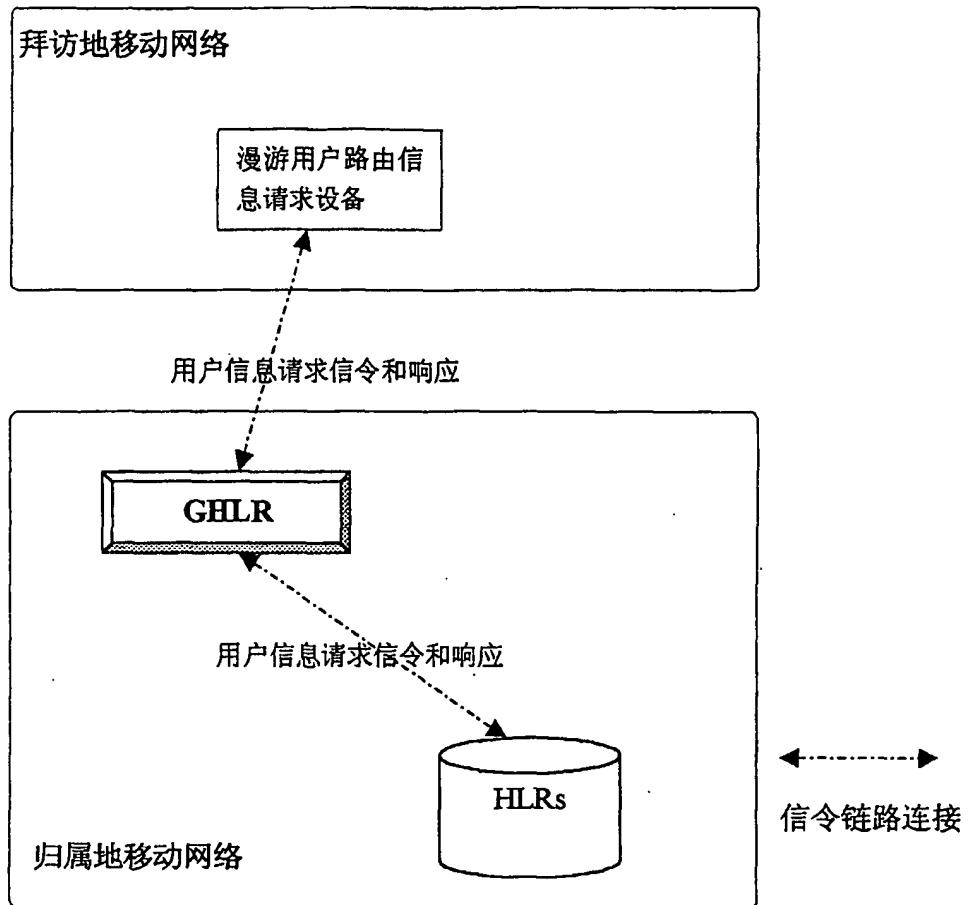 拜访地移动网络
漫游用户路由信
息请求设备
用户信息请求信令和响应
GHLR
用户信息请求信令和响应
HLRs
信令链路连接
归属地移动网络